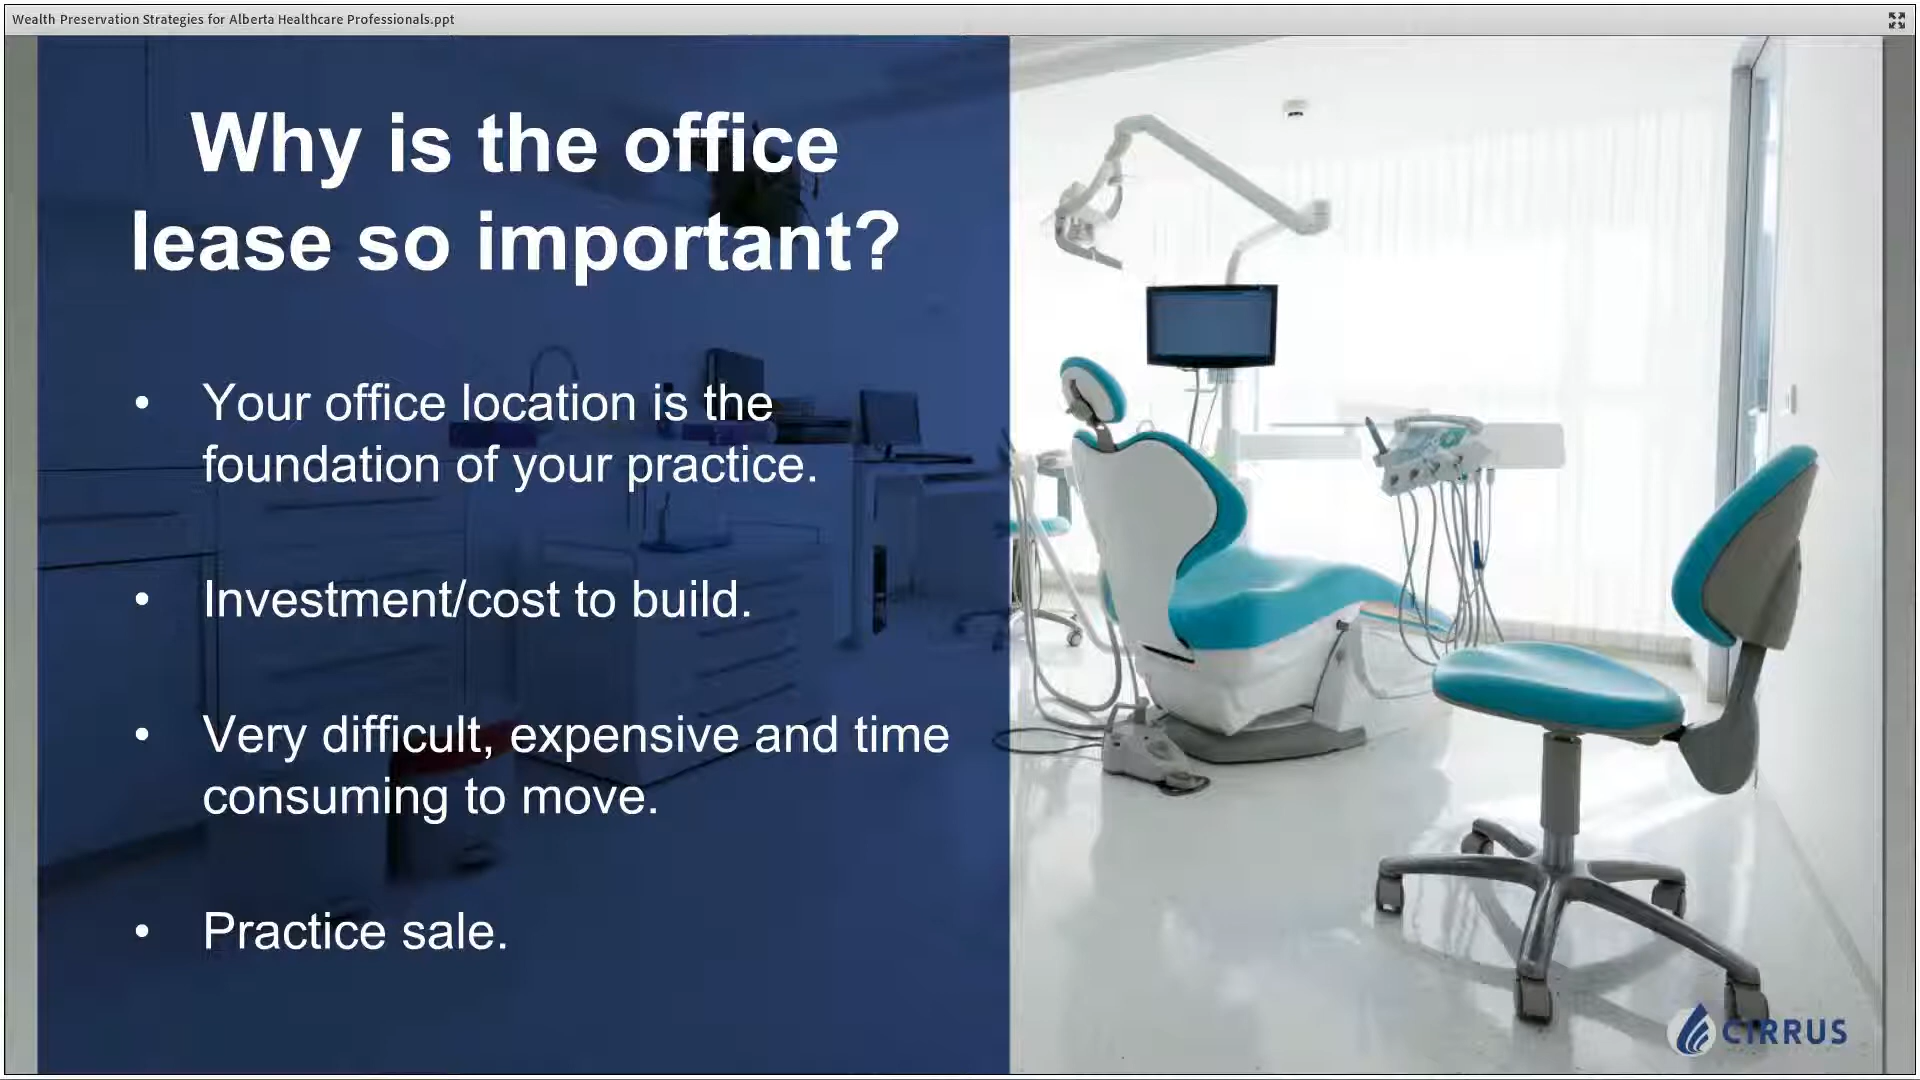 Wealth Preservation Strategies for Alberta Healthcare Professionals.ppt
Why is the office
lease so important?
• Your office location is the
foundation of your practice.
• Investment/cost to build.
• Very difficult, expensive and time
consuming to move.
• Practice sale.
CIRRUS